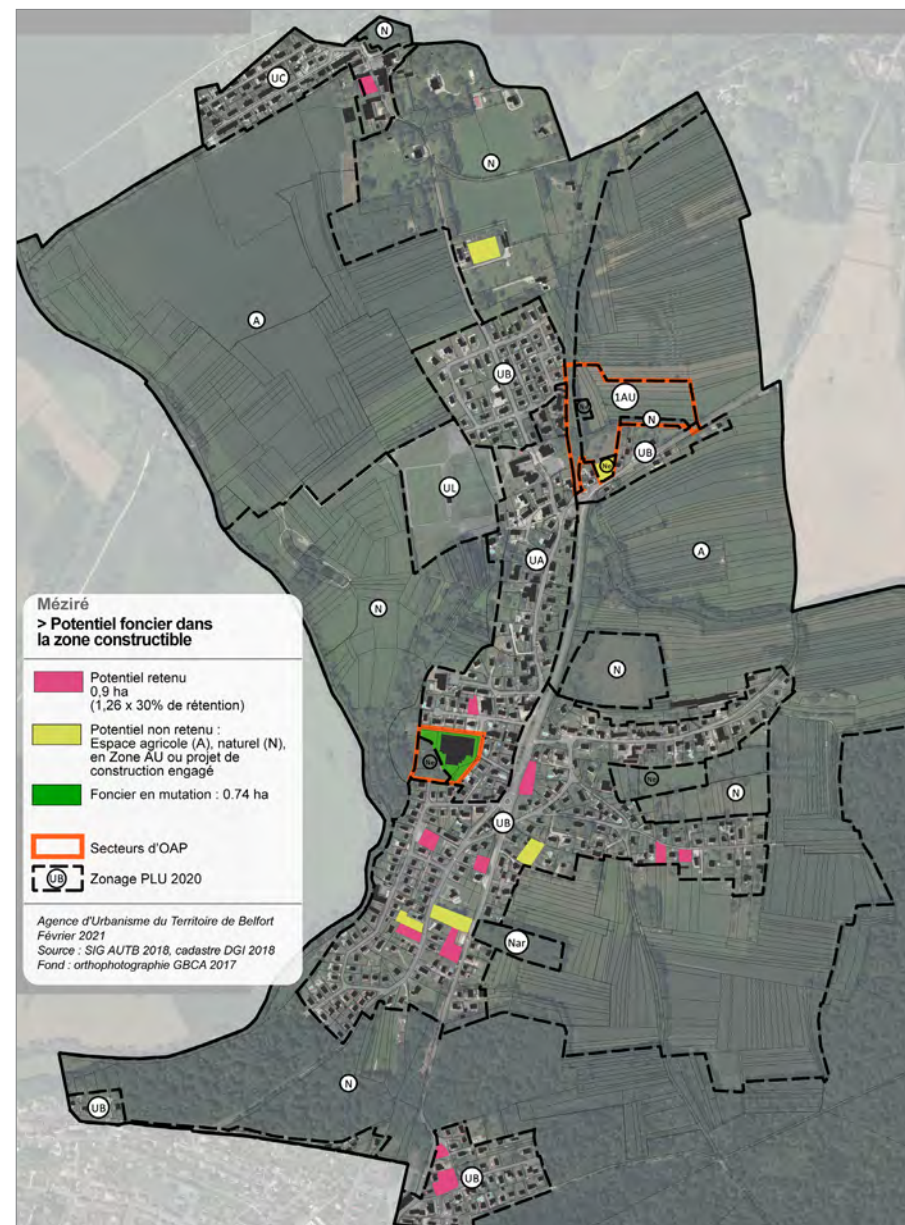 N
UC
N
A
UB
1AU
N
Ne
UB
UL
A
UA
N
N
Méziré
> Potentiel foncier dans
la zone constructible
Potentiel retenu
0,9 ha
(1,26 x 30% de rétention)
Potentiel non retenu :
Espace agricole (A), naturel (N),
en Zone AU ou projet de
construction engagé
Foncier en mutation : 0.74 ha
Secteurs d'OAP
UB
Zonage PLU 2020
Agence d'Urbanisme du Territoire de Belfort
Février 2021
Source : SIG AUTB 2018, cadastre DGI 2018
Fond : orthophotographie GBCA 2017
Ne
Ne
N
UB
Nar
N
UB
UB